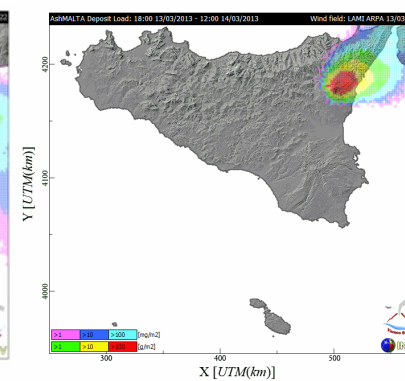 AshMALTA Deposit Load: 18:00 13/03/2013 - 12:00 14/03/2013
Wind field: LAMI ARPA 13/03
22
4200
4100
4000
Y [UTM(km)]
>1 >10 >100 [mg/m2]
>1 >10 >100 [g/m2]
300 400 500
X [UTM(km)]